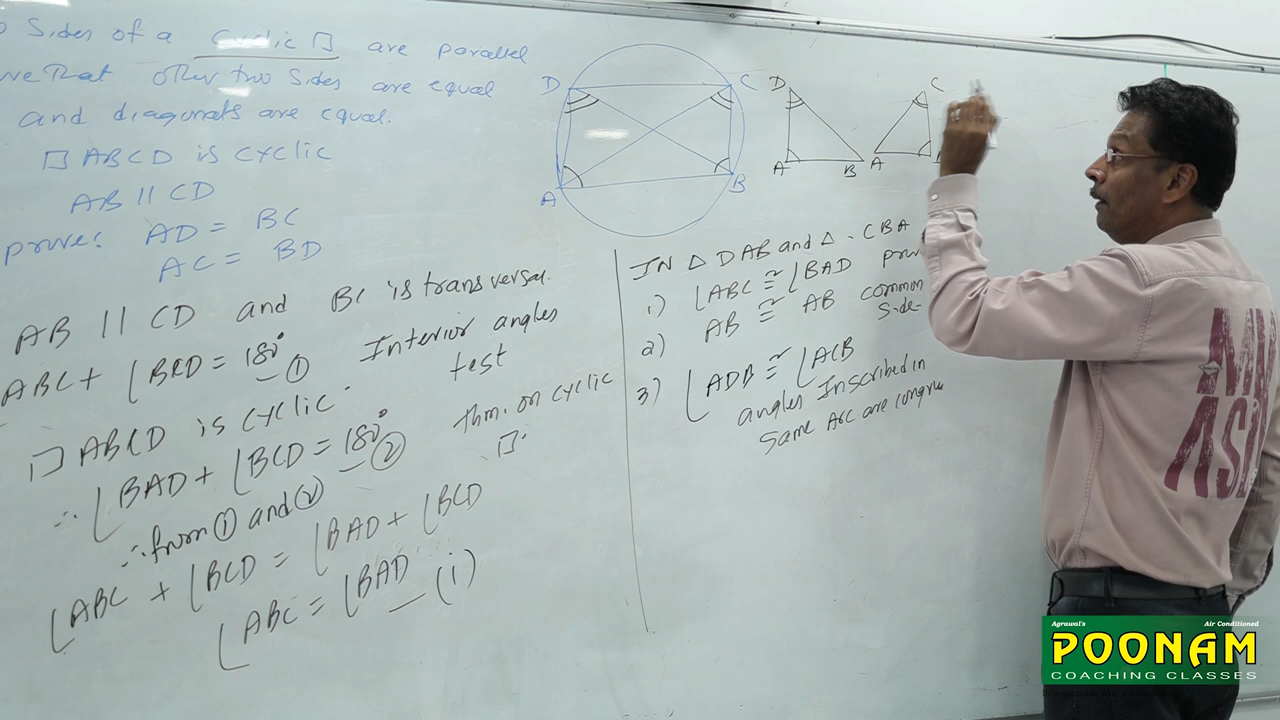 Sides of a cyclic □ are parallel
ve That other two sides are equal
and diagonals are equal.
□ ABCD is cyclic
AB || CD
prove: AD = BC
AC = BD
AB || CD and BC is transversal.
ABC + ∠BCD = 180° ① Interior angles test
□ ABCD is cyclic.
∴ ∠BAD + ∠BCD = 180° ② thm. on cyclic □.
∴ from ① and ②
∠ABC + ∠BCD = ∠BAD + ∠BCD
∠ABC = ∠BAD — (i)
D C
A B
D
A B
C
A
IN △ DAB and △ CBA
1) ∠ABC ≅ ∠BAD
2) AB ≅ AB common side-
3) ∠ADB ≅ ∠ACB
angles Inscribed in
Same Arc are
Agrawal's Air Conditioned
POONAM
COACHING CLASSES